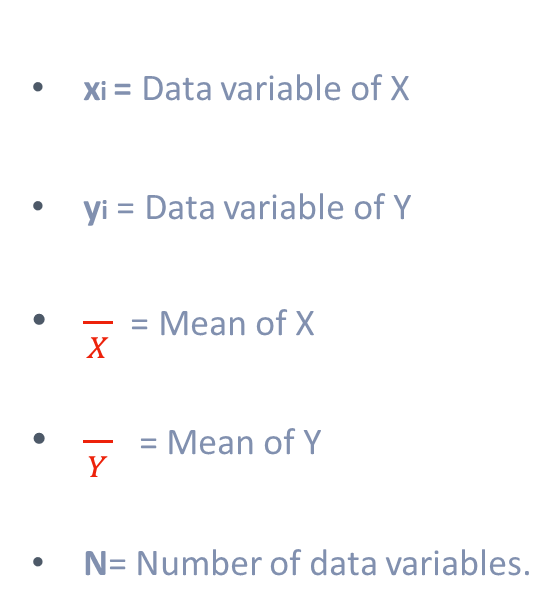 • xi = Data variable of X
• yi = Data variable of Y
• X̅ = Mean of X
• Y̅ = Mean of Y
• N= Number of data variables.